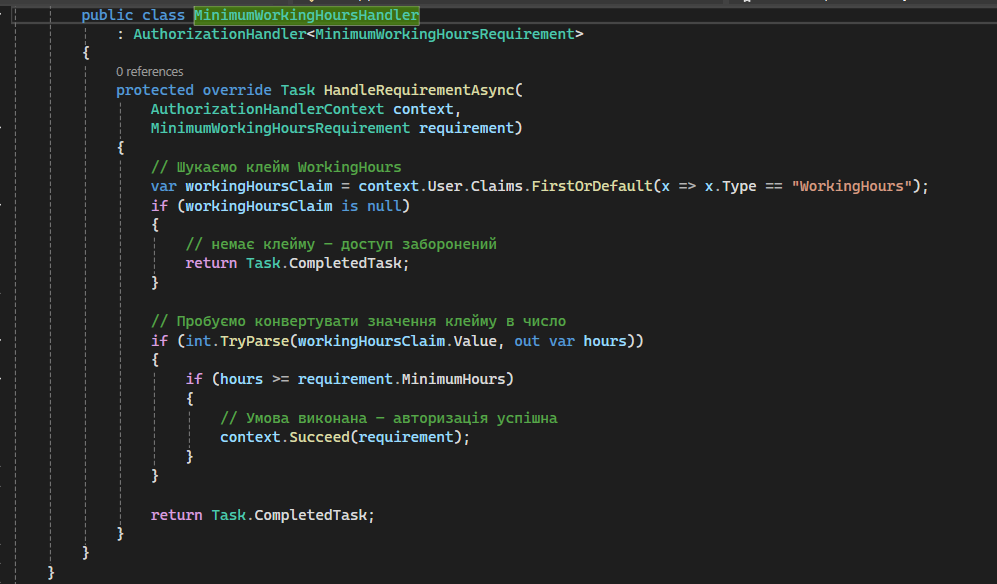 public class MinimumWorkingHoursHandler
: AuthorizationHandler<MinimumWorkingHoursRequirement>
{
0 references
protected override Task HandleRequirementAsync(
AuthorizationHandlerContext context,
MinimumWorkingHoursRequirement requirement)
{
// Шукаємо клейм WorkingHours
var workingHoursClaim = context.User.Claims.FirstOrDefault(x => x.Type == "WorkingHours");
if (workingHoursClaim is null)
{
// немає клейму — доступ заборонений
return Task.CompletedTask;
}
// Пробуємо конвертувати значення клейму в число
if (int.TryParse(workingHoursClaim.Value, out var hours))
{
if (hours >= requirement.MinimumHours)
{
// Умова виконана — авторизація успішна
context.Succeed(requirement);
}
}
return Task.CompletedTask;
}
}
}